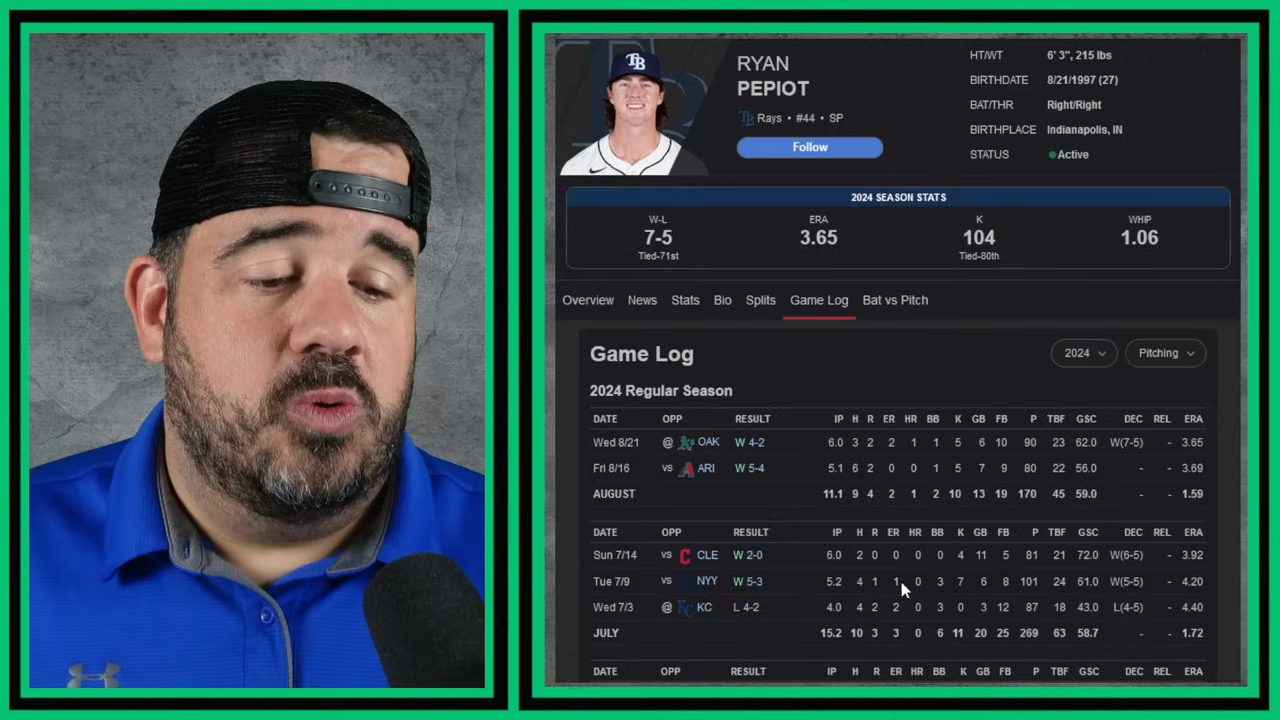 TB
RYAN
PEPIOT
Rays • #44 • SP
Follow
HT/WT 6' 3", 215 lbs
BIRTHDATE 8/21/1997 (27)
BAT/THR Right/Right
BIRTHPLACE Indianapolis, IN
STATUS Active
2024 SEASON STATS
W-L ERA K WHIP
7-5 3.65 104 1.06
Tied-71st Tied-80th
Overview News Stats Bio Splits Game Log Bat vs Pitch
Game Log 2024 Pitching
2024 Regular Season
DATE OPP RESULT IP H R ER HR BB K GB FB P TBF GSC DEC REL ERA
Wed 8/21 @ OAK W 4-2 6.0 3 2 2 1 1 5 6 10 90 23 62.0 W(7-5) - 3.65
Fri 8/16 vs ARI W 5-4 5.1 6 2 0 0 1 5 7 9 80 22 56.0 - - 3.69
AUGUST 11.1 9 4 2 1 2 10 13 19 170 45 59.0 - - 1.59
DATE OPP RESULT IP H R ER HR BB K GB FB P TBF GSC DEC REL ERA
Sun 7/14 vs CLE W 2-0 6.0 2 0 0 0 0 4 11 5 81 21 72.0 W(6-5) - 3.92
Tue 7/9 vs NYY W 5-3 5.2 4 1 1 0 3 7 6 8 101 24 61.0 W(5-5) - 4.20
Wed 7/3 @ KC L 4-2 4.0 4 2 2 0 3 0 3 12 87 18 43.0 L(4-5) - 4.40
JULY 15.2 10 3 3 0 6 11 20 25 269 63 58.7 - - 1.72
DATE OPP RESULT IP H R ER HR BB K GB FB P TBF GSC DEC REL ERA